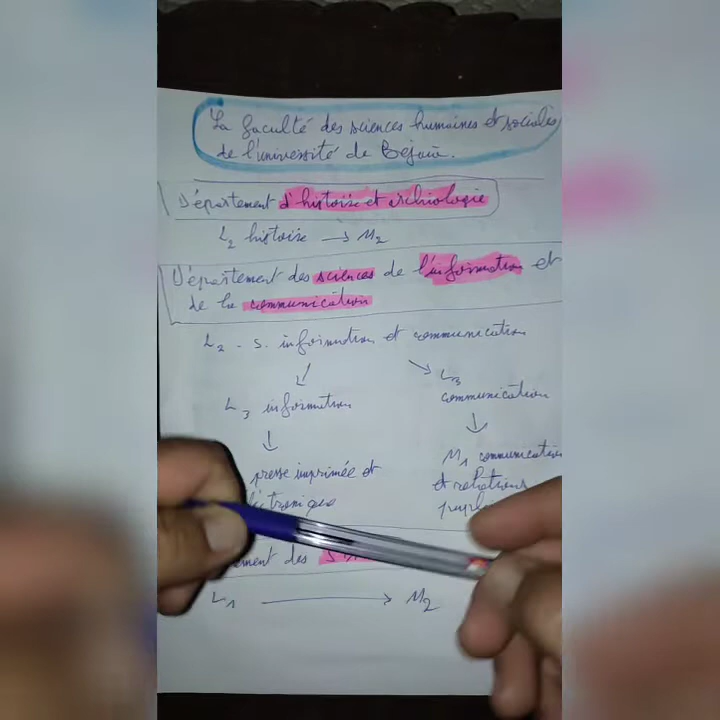 La faculté des sciences humaines et sociales
de l'université de Bejaia.
Département d'histoire et archiologie
L2 histoire → M2
Département des sciences de l'information et
de la communication
L2 - S. information et communication
L3 information
L3
communication
presse imprimée et
M1 communication
et relations
des
L1 → M2